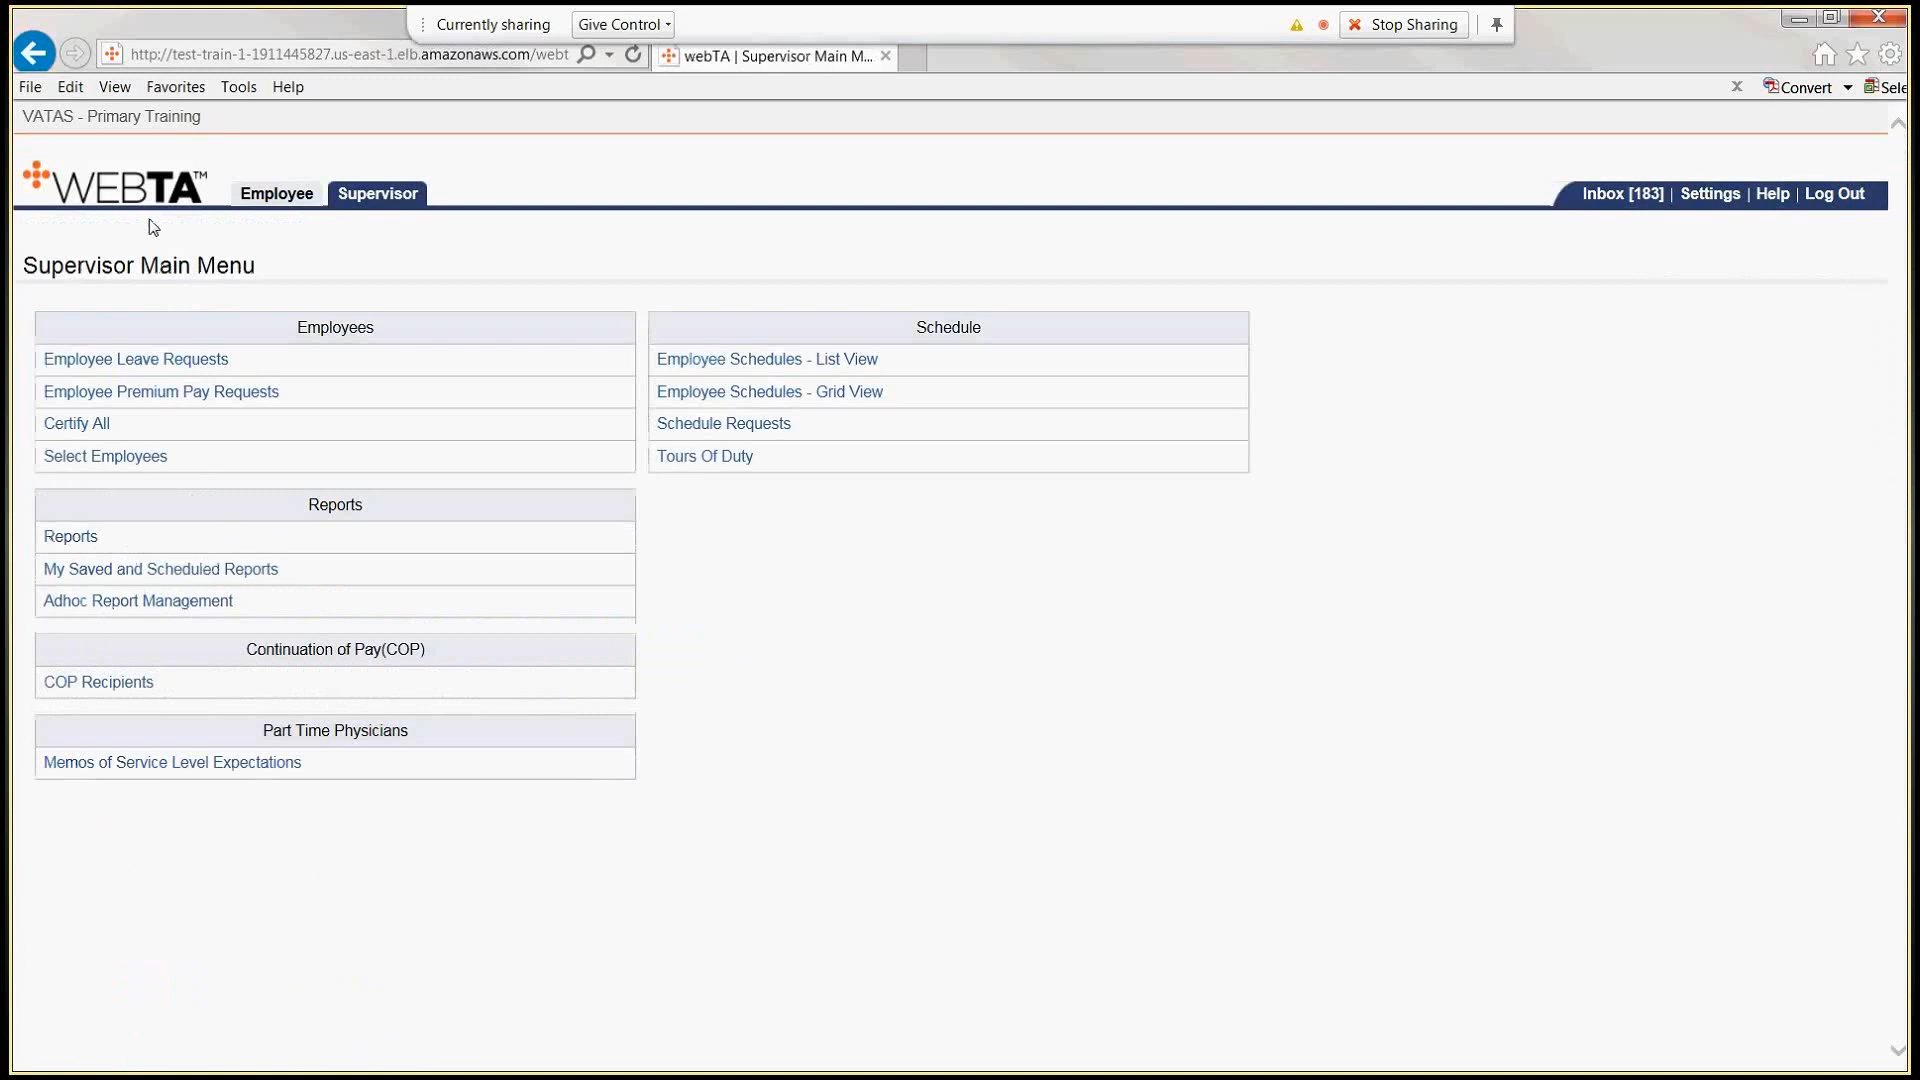 Currently sharing
Give Control
Stop Sharing
http://test-train-1-1911445827.us-east-1.elb.amazonaws.com/webt
webTA | Supervisor Main M...
File Edit View Favorites Tools Help
x Convert Sele
VATAS - Primary Training
WEBTA™
Employee
Supervisor
Inbox [183] | Settings | Help | Log Out
Supervisor Main Menu
Employees
Employee Leave Requests
Employee Premium Pay Requests
Certify All
Select Employees
Schedule
Employee Schedules - List View
Employee Schedules - Grid View
Schedule Requests
Tours Of Duty
Reports
Reports
My Saved and Scheduled Reports
Adhoc Report Management
Continuation of Pay(COP)
COP Recipients
Part Time Physicians
Memos of Service Level Expectations